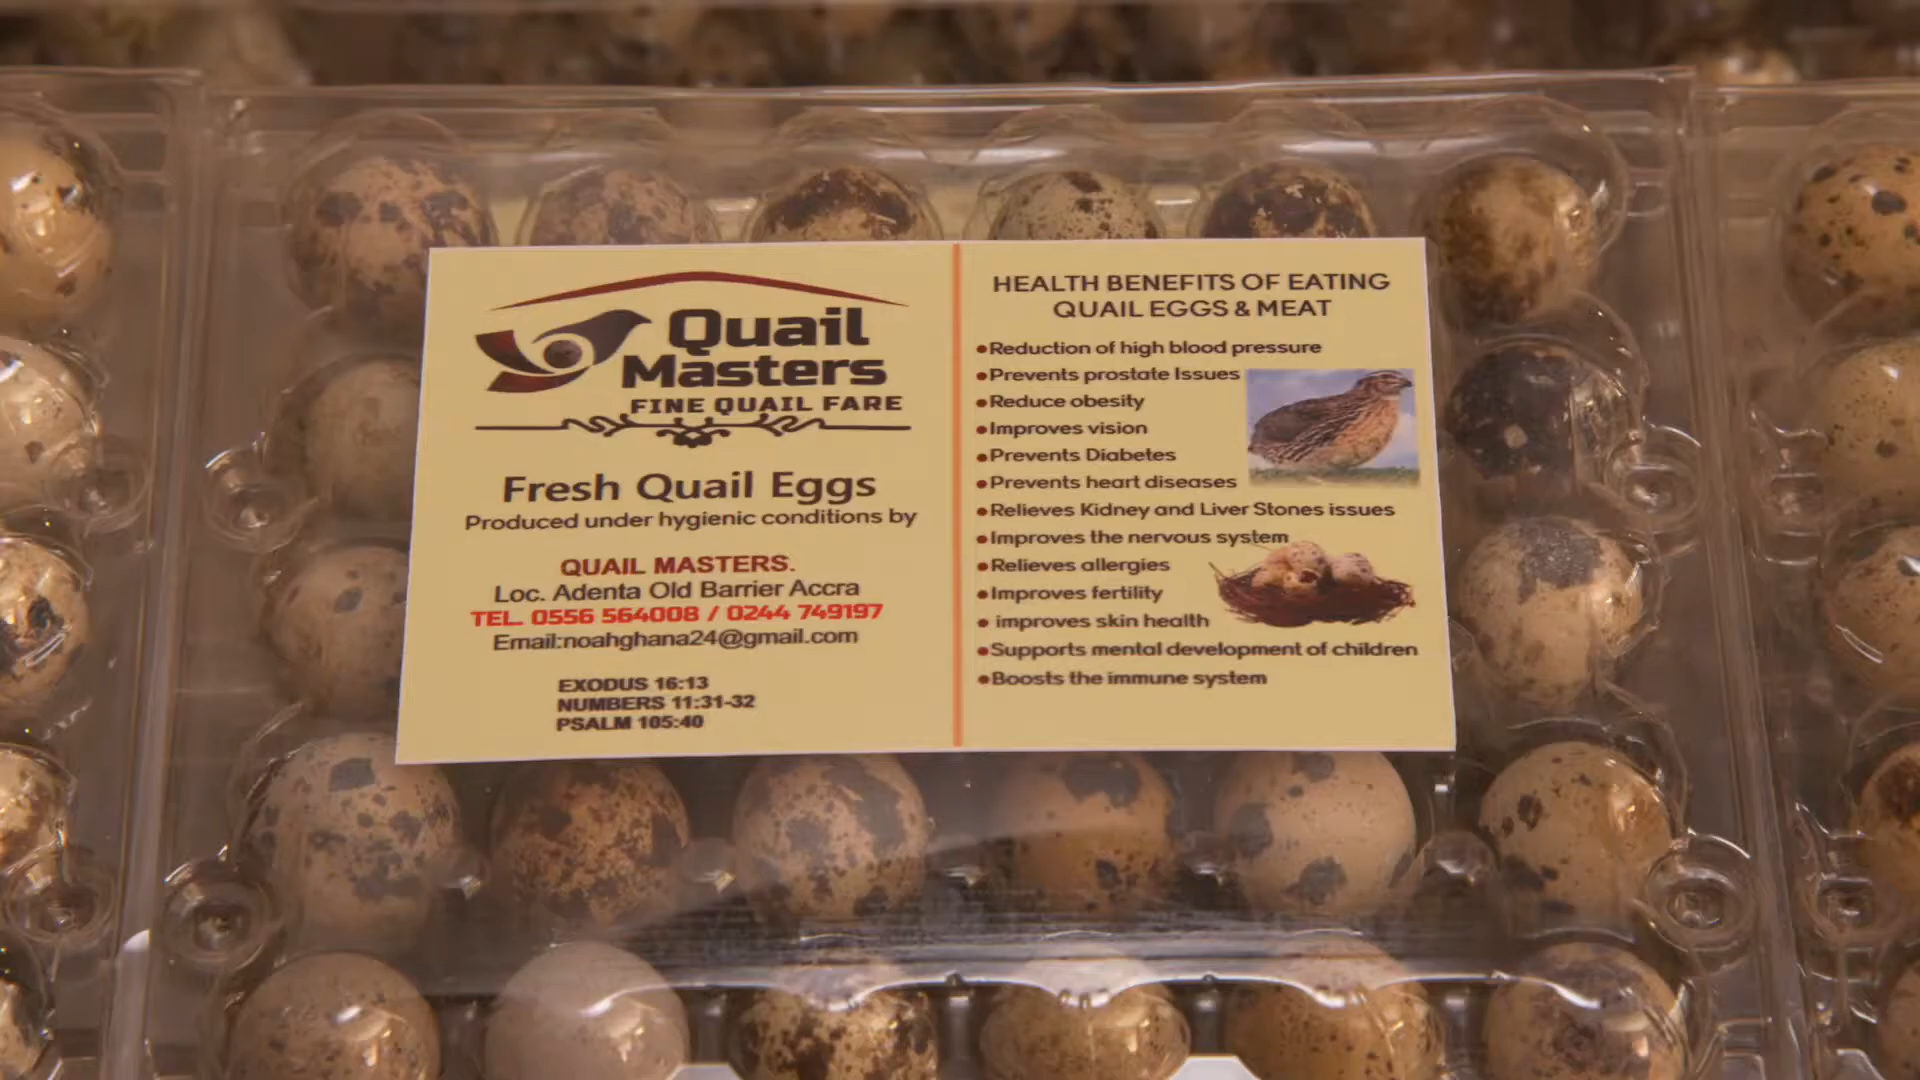 Quail
Masters
FINE QUAIL FARE
Fresh Quail Eggs
Produced under hygienic conditions by
QUAIL MASTERS.
Loc. Adenta Old Barrier Accra
TEL. 0556 564008 / 0244 749197
Email:noahghana24@gmail.com
EXODUS 16:13
NUMBERS 11:31-32
PSALM 105:40
HEALTH BENEFITS OF EATING
QUAIL EGGS & MEAT
•Reduction of high blood pressure
•Prevents prostate Issues
•Reduce obesity
•Improves vision
•Prevents Diabetes
•Prevents heart diseases
•Relieves Kidney and Liver Stones issues
•Improves the nervous system
•Relieves allergies
•Improves fertility
• improves skin health
•Supports mental development of children
•Boosts the immune system